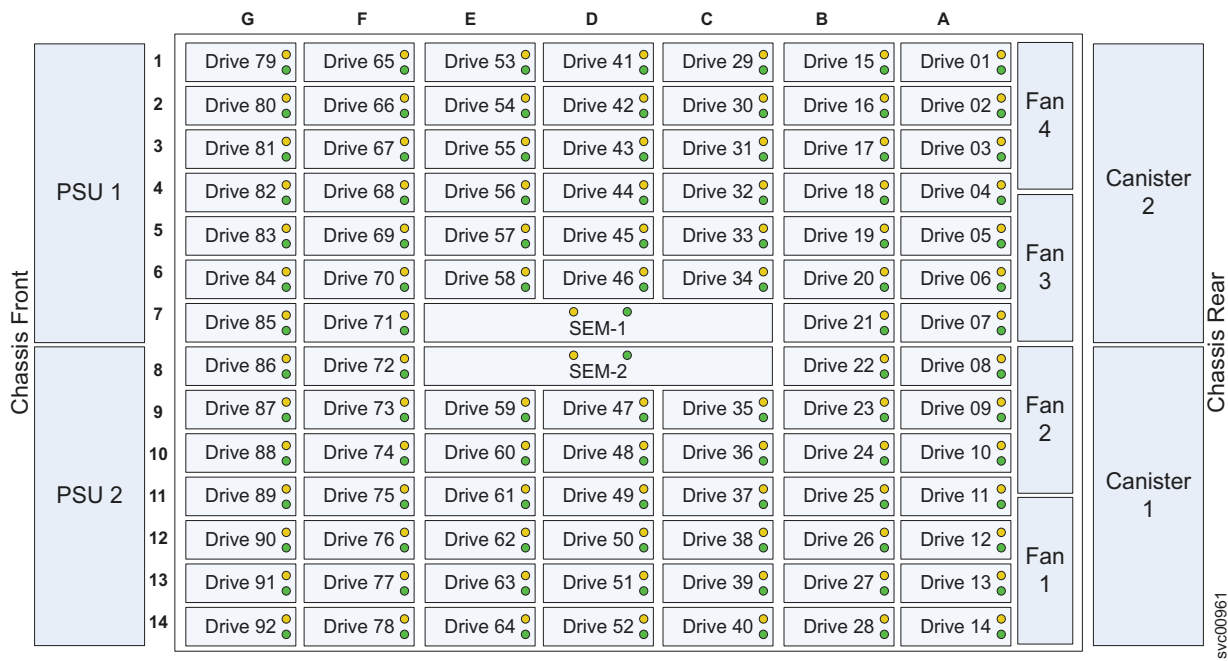 G F E D C B A
1 Drive 79 Drive 65 Drive 53 Drive 41 Drive 29 Drive 15 Drive 01
2 Drive 80 Drive 66 Drive 54 Drive 42 Drive 30 Drive 16 Drive 02
3 Drive 81 Drive 67 Drive 55 Drive 43 Drive 31 Drive 17 Drive 03
4 Drive 82 Drive 68 Drive 56 Drive 44 Drive 32 Drive 18 Drive 04
5 Drive 83 Drive 69 Drive 57 Drive 45 Drive 33 Drive 19 Drive 05
6 Drive 84 Drive 70 Drive 58 Drive 46 Drive 34 Drive 20 Drive 06
7 Drive 85 Drive 71 SEM-1 Drive 21 Drive 07
8 Drive 86 Drive 72 SEM-2 Drive 22 Drive 08
9 Drive 87 Drive 73 Drive 59 Drive 47 Drive 35 Drive 23 Drive 09
10 Drive 88 Drive 74 Drive 60 Drive 48 Drive 36 Drive 24 Drive 10
11 Drive 89 Drive 75 Drive 61 Drive 49 Drive 37 Drive 25 Drive 11
12 Drive 90 Drive 76 Drive 62 Drive 50 Drive 38 Drive 26 Drive 12
13 Drive 91 Drive 77 Drive 63 Drive 51 Drive 39 Drive 27 Drive 13
14 Drive 92 Drive 78 Drive 64 Drive 52 Drive 40 Drive 28 Drive 14
Chassis Front
PSU 1
PSU 2
Fan
4
Fan
3
Fan
2
Fan
1
Canister
2
Canister
1
Chassis Rear
svc00961